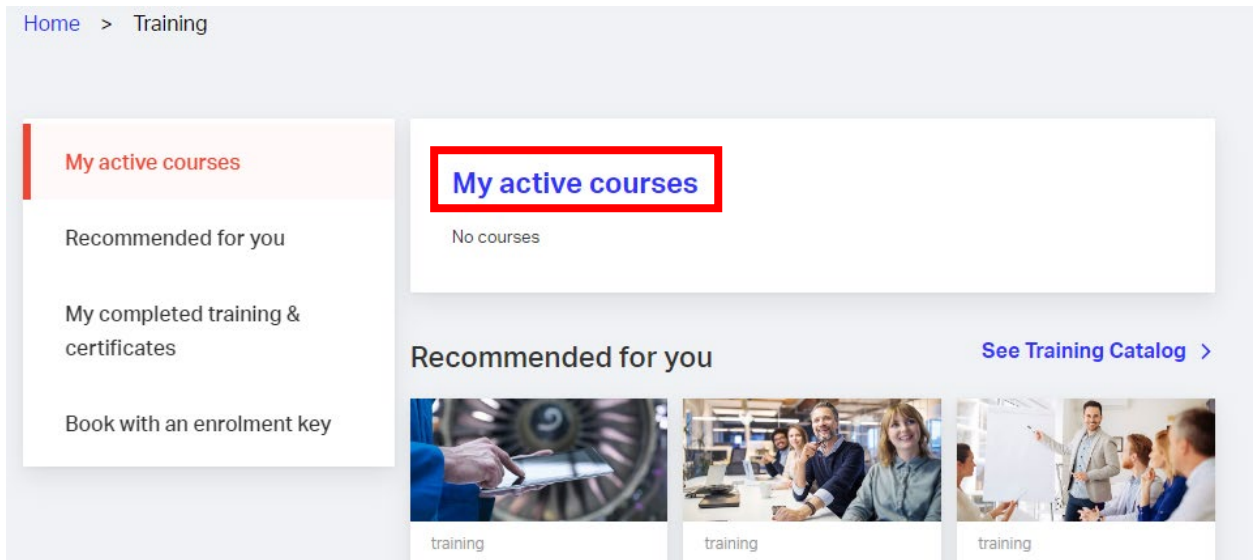 Home > Training
My active courses
Recommended for you
My completed training &
certificates
Book with an enrolment key
My active courses
No courses
Recommended for you
See Training Catalog >
training
training
training